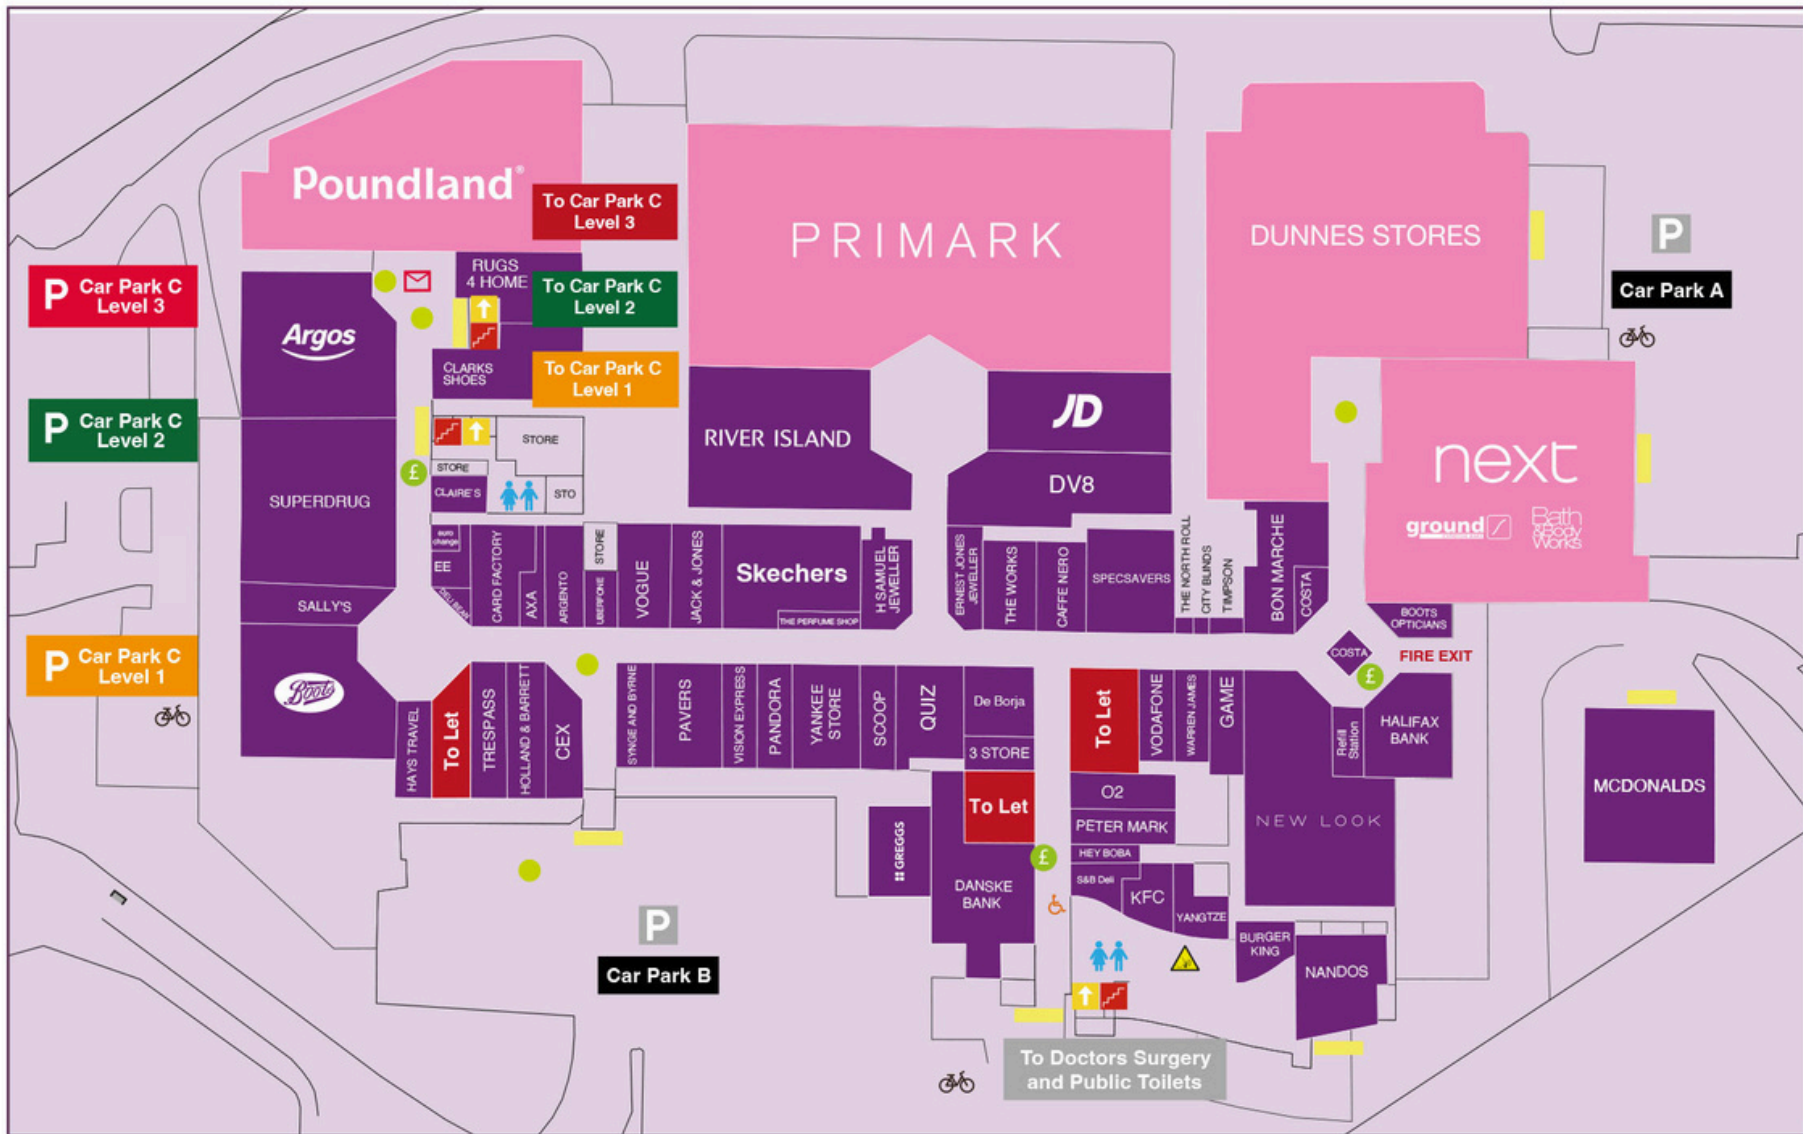 Poundland®
To Car Park C
Level 3
PRIMARK
DUNNES STORES
P
Car Park A
P Car Park C
Level 3
RUGS
4 HOME
To Car Park C
Level 2
Argos
CLARKS
SHOES
To Car Park C
Level 1
P Car Park C
Level 2
RIVER ISLAND
JD
DV8
next
ground
Bath
&Body
Works
STORE
STORE
£
CLAIRE'S
STO
SUPERDRUG
euro
change
EE
DELI BEAN
CARD FACTORY
AXA
ARGENTO
STORE
UBERFONE
VOGUE
JACK & JONES
Skechers
THE PERFUME SHOP
H SAMUEL
JEWELLER
ERNEST JONES
JEWELLER
THE WORKS
CAFFE NERO
SPECSAVERS
THE NORTH ROLL
CITY BLINDS
TIMPSON
BON MARCHE
COSTA
BOOTS
OPTICIANS
SALLY'S
P Car Park C
Level 1
Boots
COSTA
FIRE EXIT
£
HAYS TRAVEL
To Let
TRESPASS
HOLLAND & BARRETT
CEX
SYNGE AND BYRNE
PAVERS
VISION EXPRESS
PANDORA
YANKEE
STORE
SCOOP
QUIZ
De Borja
3 STORE
To Let
To Let
VODAFONE
WARREN JAMES
GAME
Refill
Station
HALIFAX
BANK
MCDONALDS
O2
PETER MARK
HEY BOBA
S&B Deli
KFC
YANGTZE
NEW LOOK
GREGGS
£
DANSKE
BANK
BURGER
KING
NANDOS
P
Car Park B
To Doctors Surgery
and Public Toilets